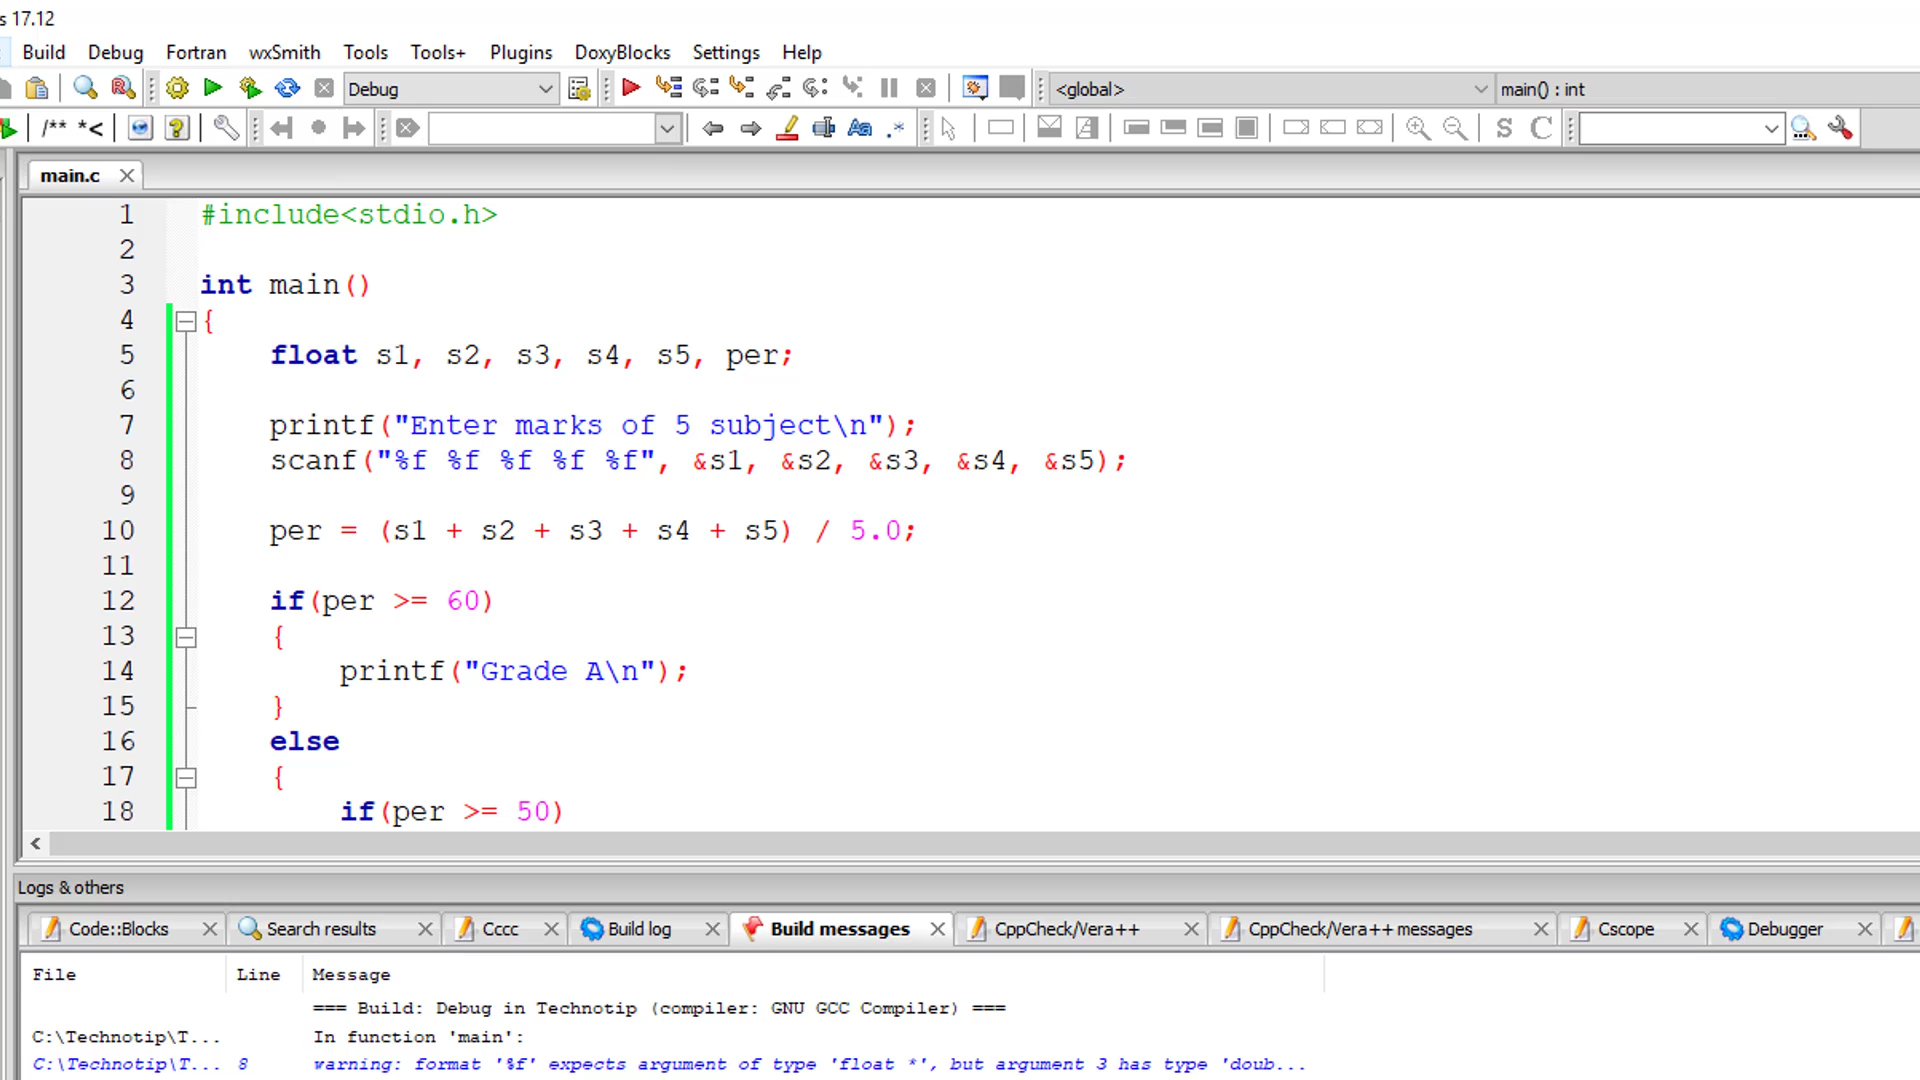 s 17.12
Build Debug Fortran wxSmith Tools Tools+ Plugins DoxyBlocks Settings Help
Debug <global> main() : int
/** *< Aa .* S C
main.c
1 #include<stdio.h>
2
3 int main()
4 {
5 float s1, s2, s3, s4, s5, per;
6
7 printf("Enter marks of 5 subject\n");
8 scanf("%f %f %f %f %f", &s1, &s2, &s3, &s4, &s5);
9
10 per = (s1 + s2 + s3 + s4 + s5) / 5.0;
11
12 if(per >= 60)
13 {
14 printf("Grade A\n");
15 }
16 else
17 {
18 if(per >= 50)
Logs & others
Code::Blocks Search results Cccc Build log Build messages CppCheck/Vera++ CppCheck/Vera++ messages Cscope Debugger
File Line Message
=== Build: Debug in Technotip (compiler: GNU GCC Compiler) ===
C:\Technotip\T... In function 'main':
C:\Technotip\T... 8 warning: format '%f' expects argument of type 'float *', but argument 3 has type 'doub...